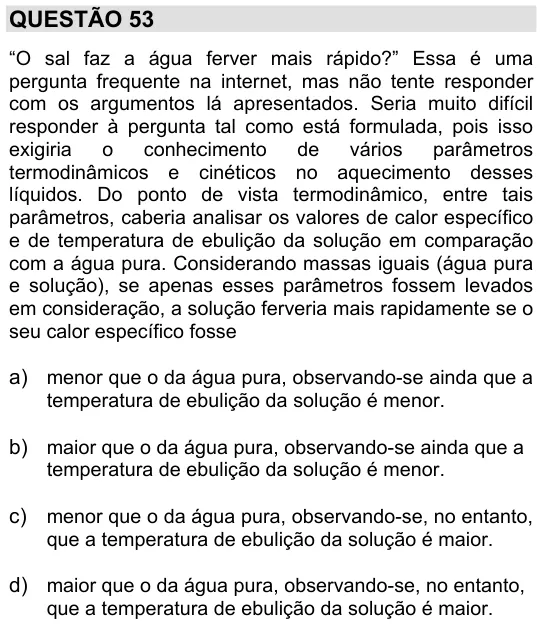 QUESTÃO 53
“O sal faz a água ferver mais rápido?” Essa é uma
pergunta frequente na internet, mas não tente responder
com os argumentos lá apresentados. Seria muito difícil
responder à pergunta tal como está formulada, pois isso
exigiria o conhecimento de vários parâmetros
termodinâmicos e cinéticos no aquecimento desses
líquidos. Do ponto de vista termodinâmico, entre tais
parâmetros, caberia analisar os valores de calor específico
e de temperatura de ebulição da solução em comparação
com a água pura. Considerando massas iguais (água pura
e solução), se apenas esses parâmetros fossem levados
em consideração, a solução ferveria mais rapidamente se o
seu calor específico fosse
a) menor que o da água pura, observando-se ainda que a
temperatura de ebulição da solução é menor.
b) maior que o da água pura, observando-se ainda que a
temperatura de ebulição da solução é menor.
c) menor que o da água pura, observando-se, no entanto,
que a temperatura de ebulição da solução é maior.
d) maior que o da água pura, observando-se, no entanto,
que a temperatura de ebulição da solução é maior.